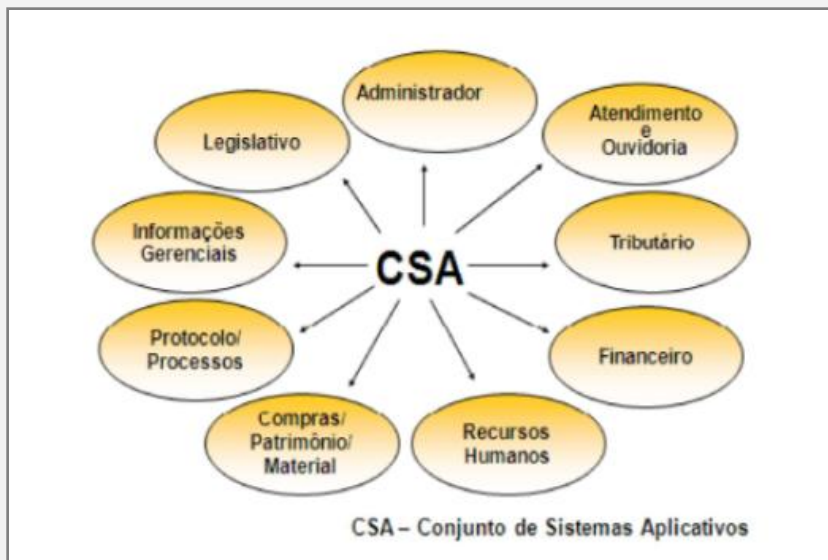 Administrador
Atendimento
e
Ouvidoria
Legislativo
Informações
Gerenciais
CSA
Tributário
Protocolo/
Processos
Financeiro
Compras/
Patrimônio/
Material
Recursos
Humanos
CSA – Conjunto de Sistemas Aplicativos